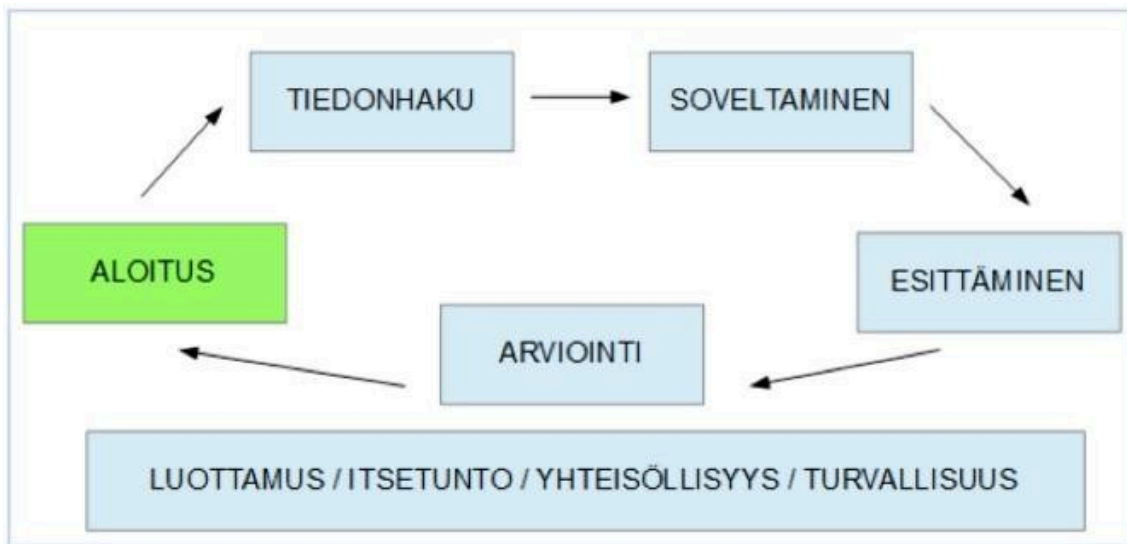 TIEDONHAKU
SOVELTAMINEN
ALOITUS
ESITTÄMINEN
ARVIOINTI
LUOTTAMUS / ITSETUNTO / YHTEISÖLLISYYS / TURVALLISUUS